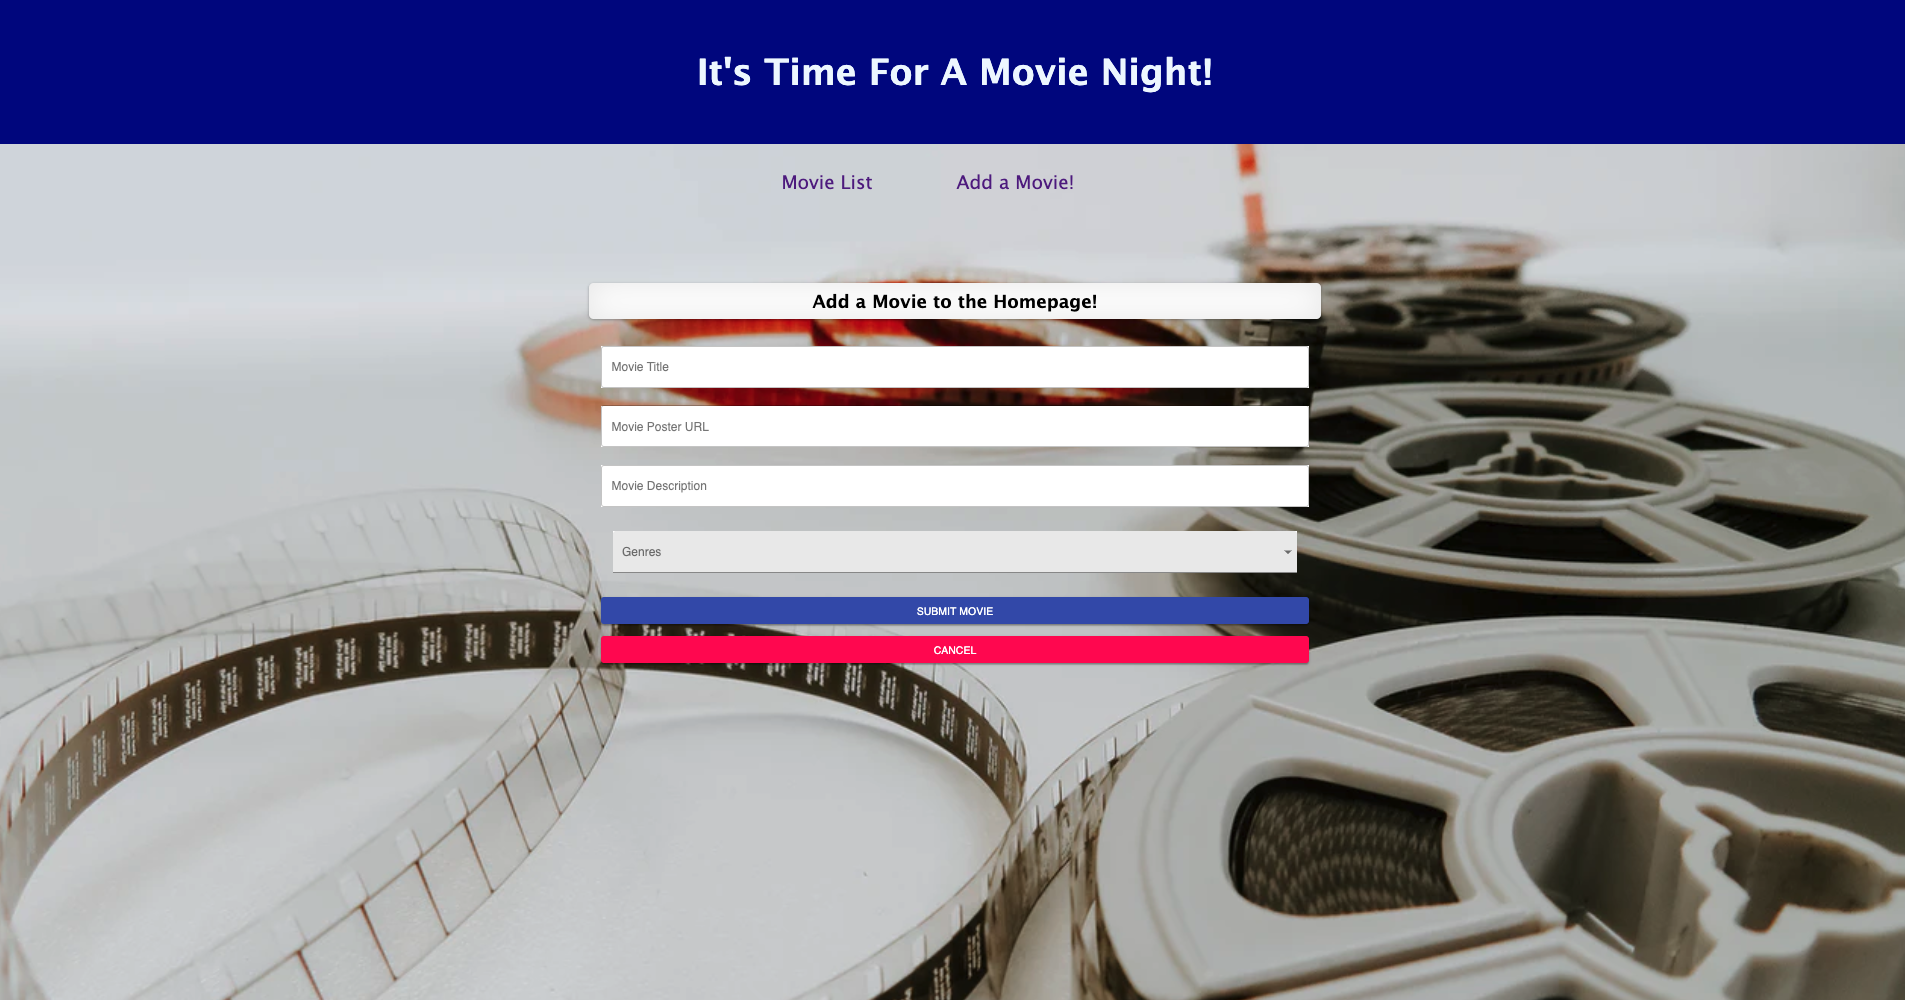 It's Time For A Movie Night!
Movie List Add a Movie!
Add a Movie to the Homepage!
Movie Title
Movie Poster URL
Movie Description
Genres
SUBMIT MOVIE
CANCEL